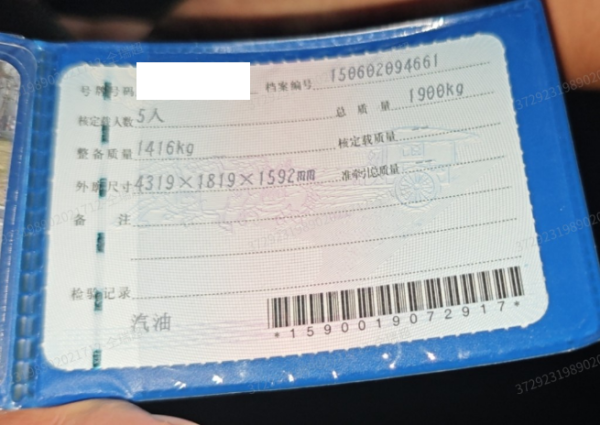 号牌号码 档案编号 150602094661
核定载人数 5人 总质量 1900kg
整备质量 1416kg 核定载质量
外廓尺寸 4319×1819×1592mm 准牵引总质量
备注
检验记录
汽油
*1590019072917*